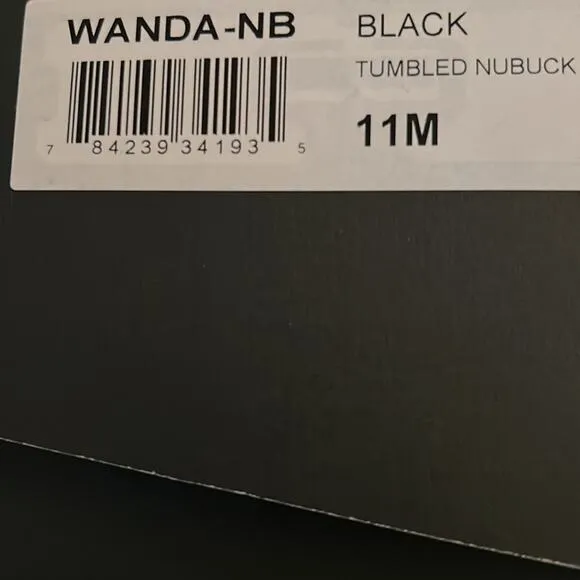 WANDA-NB BLACK
TUMBLED NUBUCK
11M
7 84239 34193 5